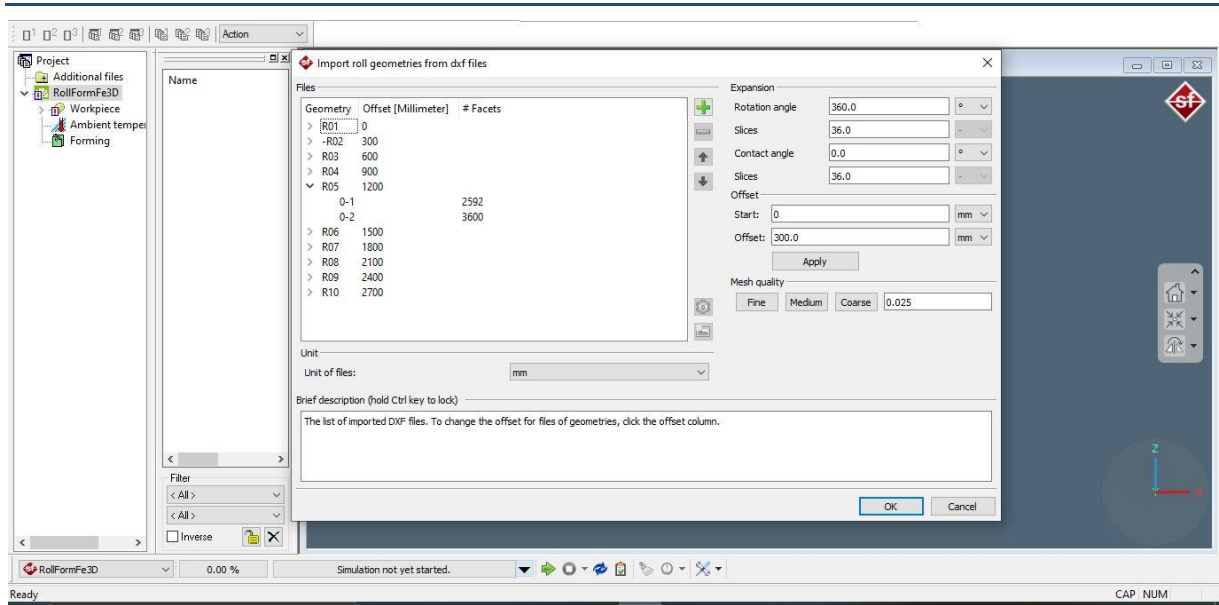 1 2 3 Action
Project
Additional files
RollFormFe3D
Workpiece
Ambient temper
Forming
Name
Filter
< All >
< All >
Inverse
Import roll geometries from dxf files
Files
Geometry Offset [Millimeter] # Facets
R01 0
-R02 300
R03 600
R04 900
R05 1200
0-1 2592
0-2 3600
R06 1500
R07 1800
R08 2100
R09 2400
R10 2700
Expansion
Rotation angle 360.0 °
Slices 36.0 -
Contact angle 0.0 °
Slices 36.0 -
Offset
Start: 0 mm
Offset: 300.0 mm
Apply
Mesh quality
Fine Medium Coarse 0.025
Unit
Unit of files: mm
Brief description (hold Ctrl key to lock)
The list of imported DXF files. To change the offset for files of geometries, click the offset column.
OK Cancel
sf
Z
X
RollFormFe3D 0.00 % Simulation not yet started.
Ready CAP NUM